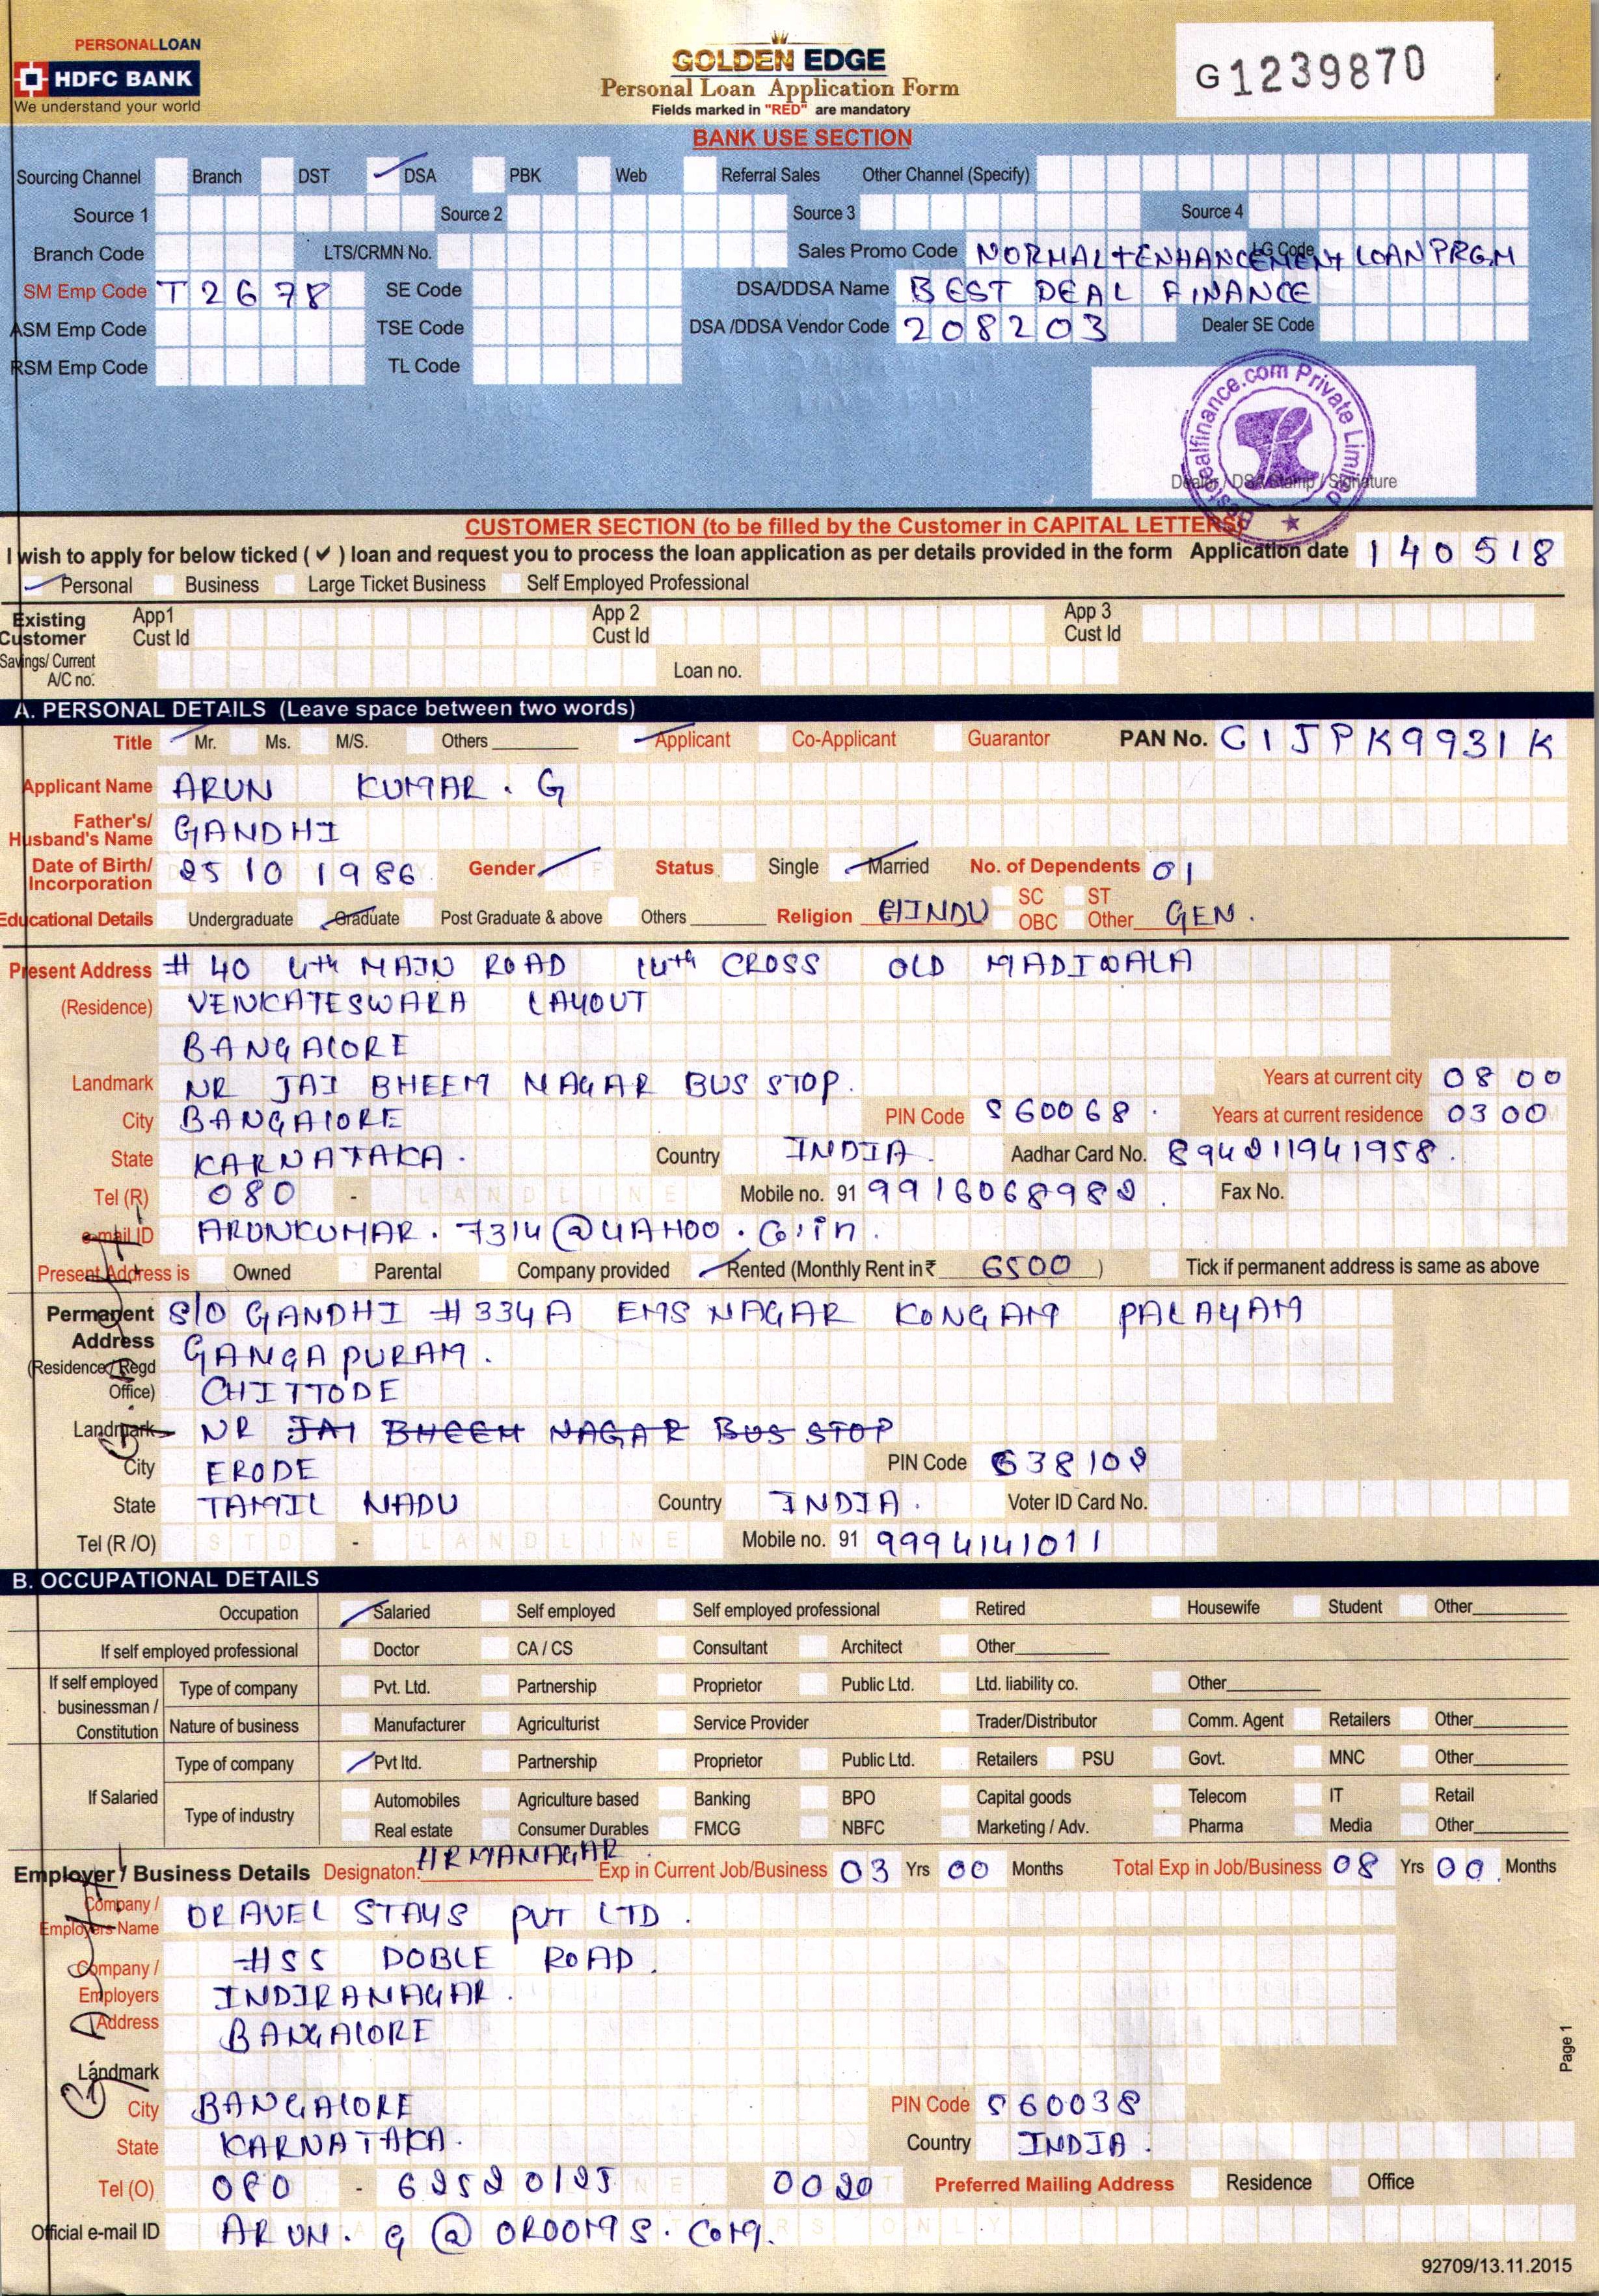 PERSONALLOAN
HDFC BANK
We understand your world
GOLDEN EDGE
Personal Loan Application Form
Fields marked in "RED" are mandatory
G1239870
BANK USE SECTION
Sourcing Channel Branch DST DSA PBK Web Referral Sales Other Channel (Specify)
Source 1 Source 2 Source 3 Source 4
Branch Code LTS/CRMN No. Sales Promo Code NORMAL+ENHANCEMENT LOAN PRGM LG Code
SM Emp Code T2678 SE Code DSA/DDSA Name BEST DEAL FINANCE
ASM Emp Code TSE Code DSA /DDSA Vendor Code 208203 Dealer SE Code
RSM Emp Code TL Code
Bestdealfinance.com Private Limited
Dealer / DSA Stamp / Signature
CUSTOMER SECTION (to be filled by the Customer in CAPITAL LETTERS)
I wish to apply for below ticked ( ✓ ) loan and request you to process the loan application as per details provided in the form Application date 140518
Personal Business Large Ticket Business Self Employed Professional
Existing Customer App1 Cust Id App 2 Cust Id App 3 Cust Id
Savings/ Current A/C no. Loan no.
A. PERSONAL DETAILS (Leave space between two words)
Title Mr. Ms. M/S. Others Applicant Co-Applicant Guarantor PAN No. CIJPK9931K
Applicant Name ARUN KUMAR . G
Father's/ Husband's Name GANDHI
Date of Birth/ Incorporation 25 10 1986 Gender F Status Single Married No. of Dependents 01
Educational Details Undergraduate Graduate Post Graduate & above Others Religion HINDU SC ST OBC Other GEN.
Present Address # 40 4th MAIN ROAD 14th CROSS OLD MADIWALA
(Residence) VENKATESWARA LAYOUT
BANGALORE
Landmark NR JAI BHEEM NAGAR BUS STOP. Years at current city 08 00
City BANGALORE PIN Code 560068 . Years at current residence 03 00
State KARNATAKA . Country INDIA . Aadhar Card No. 894211941958.
Tel (R) 080 - LANDLINE Mobile no. 91 9916068982 . Fax No.
e-mail ID ARUNKUMAR.7314@YAHOO.Co.in.
Present Address is Owned Parental Company provided Rented (Monthly Rent in ₹ 6500 ) Tick if permanent address is same as above
Permanent Address S/O GANDHI #334A EMS NAGAR KONGAM PALAYAM
(Residence / Regd Office) GANGAPURAM .
CHITTODE
Landmark NR JAI BHEEM NAGAR BUS STOP
City ERODE PIN Code 638102
State TAMIL NADU Country INDIA . Voter ID Card No.
Tel (R /O) STD - LANDLINE Mobile no. 91 9994141011
B. OCCUPATIONAL DETAILS
Occupation Salaried Self employed Self employed professional Retired Housewife Student Other
If self employed professional Doctor CA / CS Consultant Architect Other
If self employed businessman / Constitution Type of company Pvt. Ltd. Partnership Proprietor Public Ltd. Ltd. liability co. Other
Nature of business Manufacturer Agriculturist Service Provider Trader/Distributor Comm. Agent Retailers Other
If Salaried Type of company Pvt ltd. Partnership Proprietor Public Ltd. Retailers PSU Govt. MNC Other
Type of industry Automobiles Agriculture based Banking BPO Capital goods Telecom IT Retail
Real estate Consumer Durables FMCG NBFC Marketing / Adv. Pharma Media Other
Employer / Business Details Designaton: HR MANAGAR Exp in Current Job/Business 03 Yrs 00 Months Total Exp in Job/Business 08 Yrs 00. Months
Company / Employers Name ORAVEL STAYS PVT LTD .
Company / Employers Address #55 DOBLE ROAD .
INDIRANAGAR .
BANGALORE
Landmark
City BANGALORE PIN Code 560038
State KARNATAKA . Country INDIA .
Tel (O) 080 - 62520125 0020 Preferred Mailing Address Residence Office
Official e-mail ID ARUN.G@OROOMS.COM.
Page 1
92709/13.11.2015